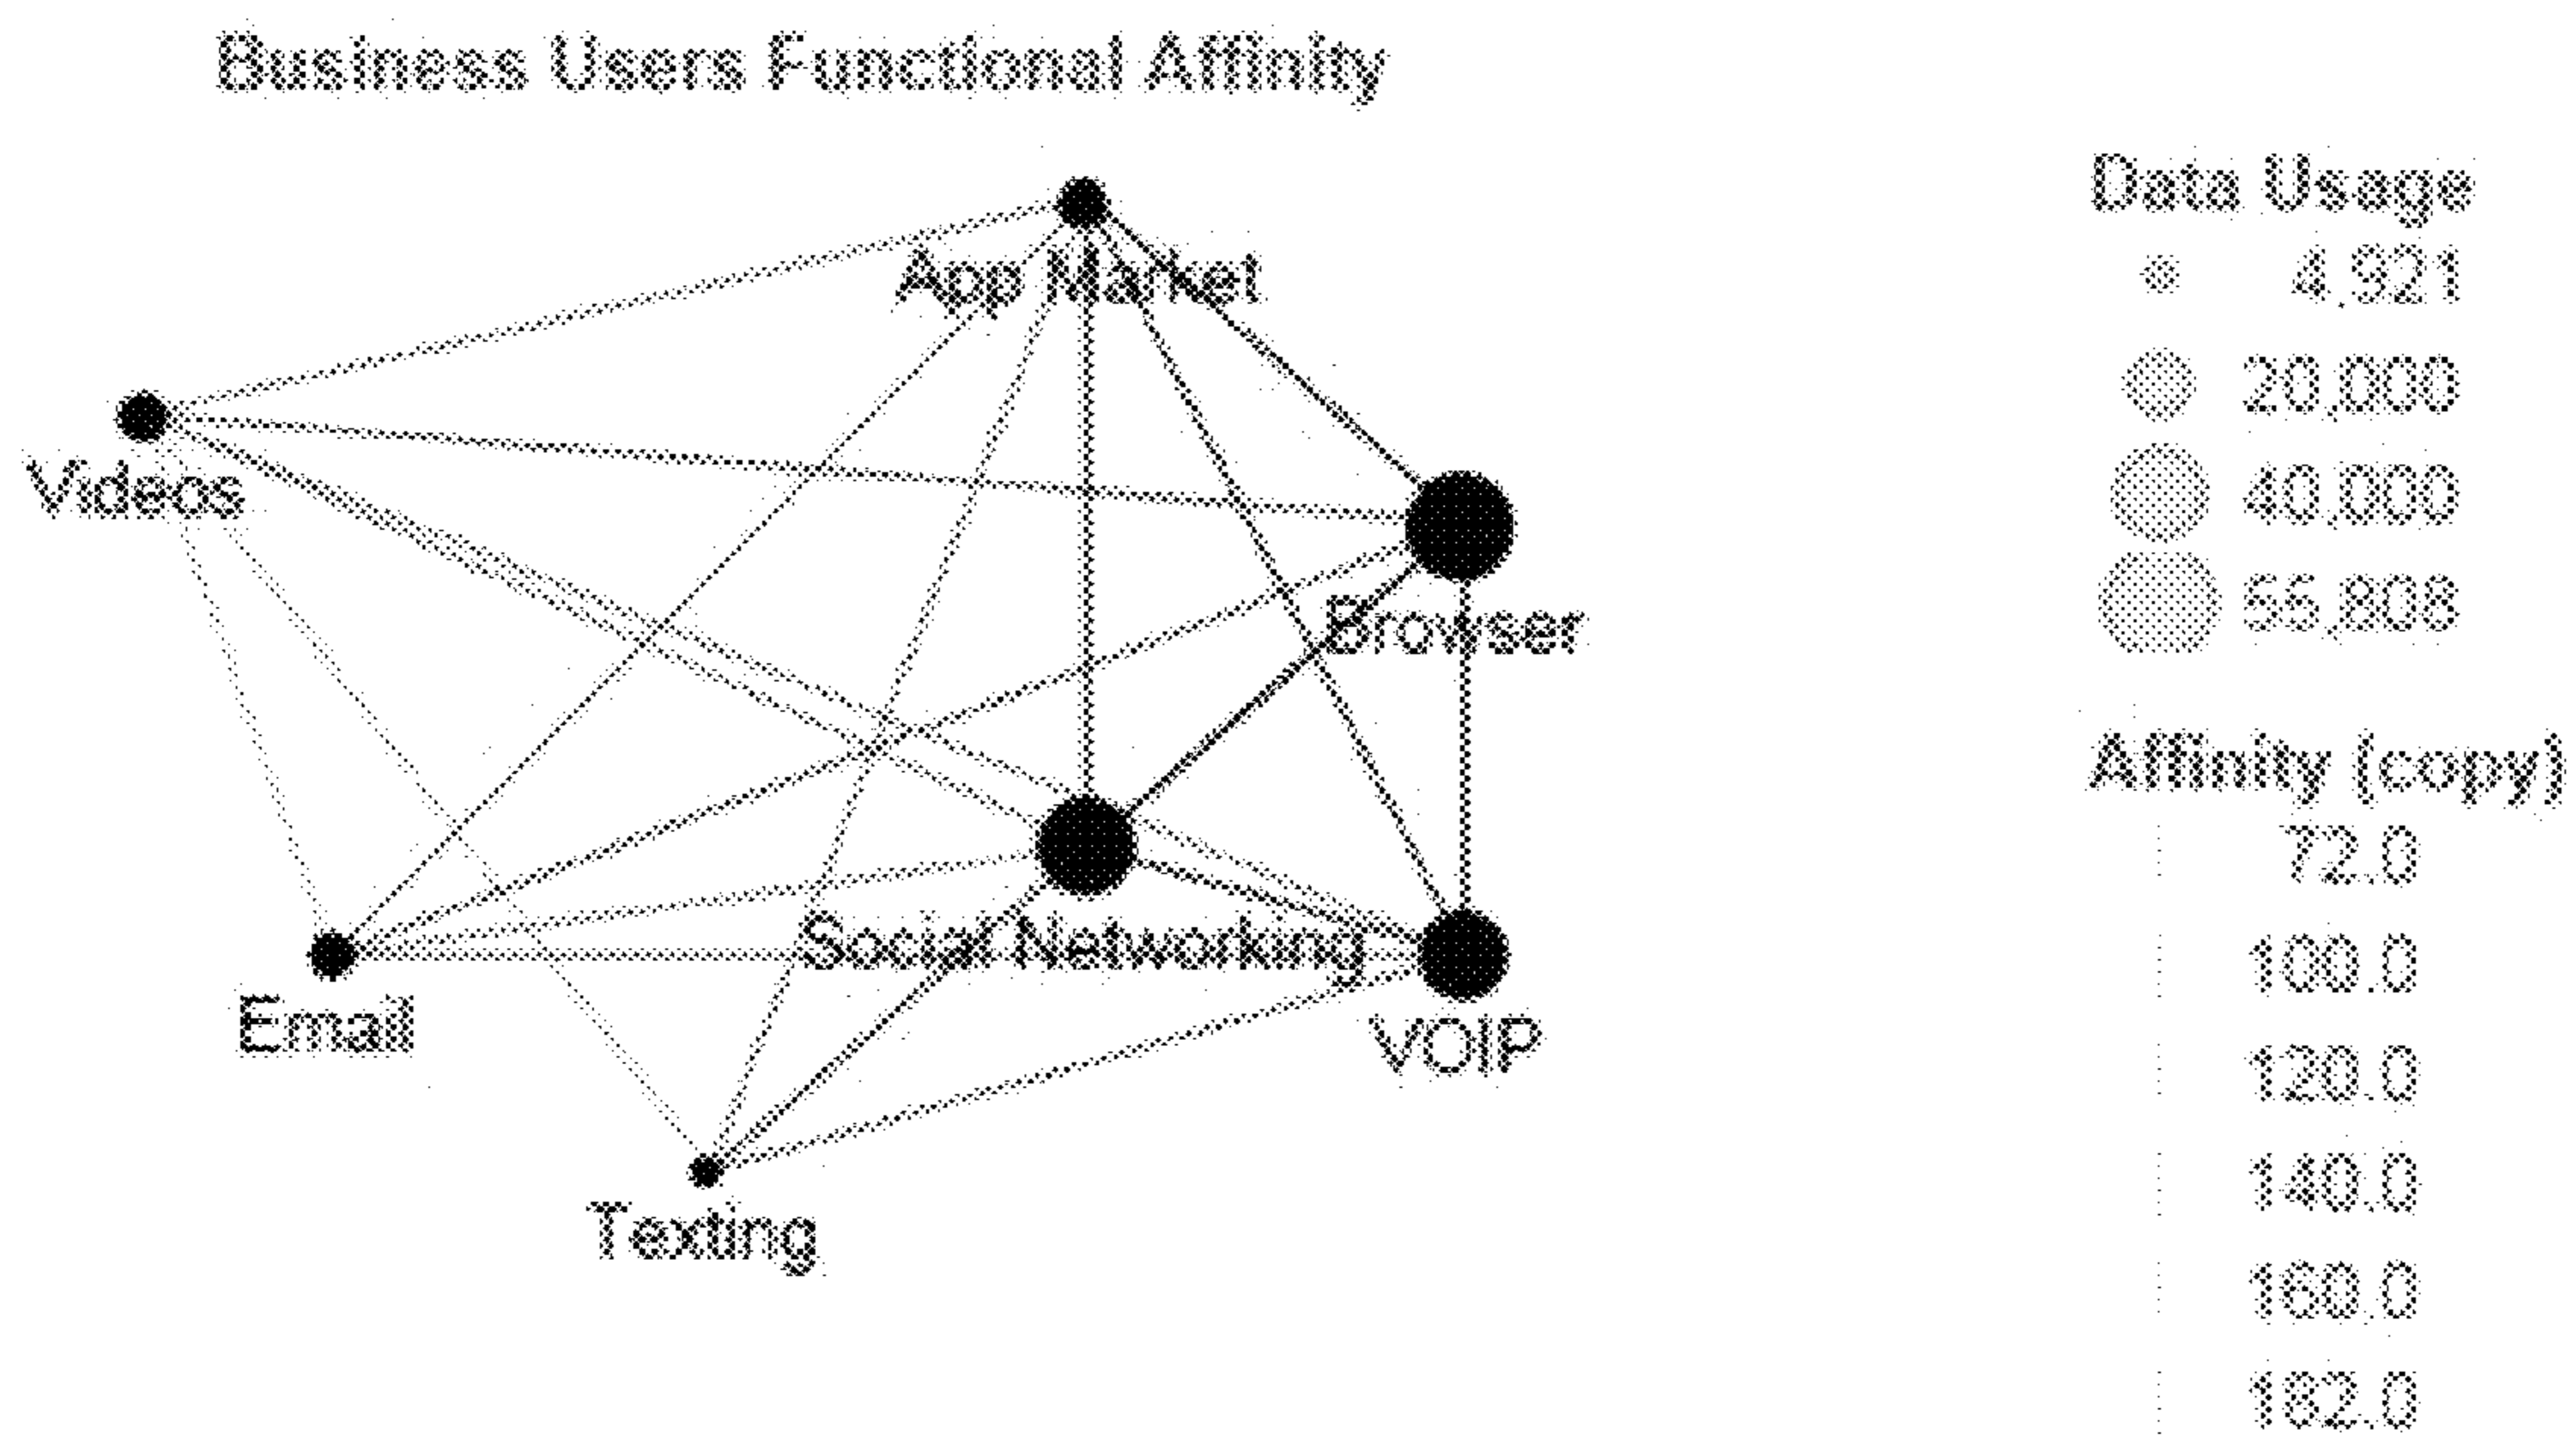 Business Users Functional Affinity
App Market
Videos
Browser
Social Networking
Email
VOIP
Texting
Data Usage
4,921
20,000
40,000
55,808
Affinity (copy)
72.0
100.0
120.0
140.0
160.0
182.0